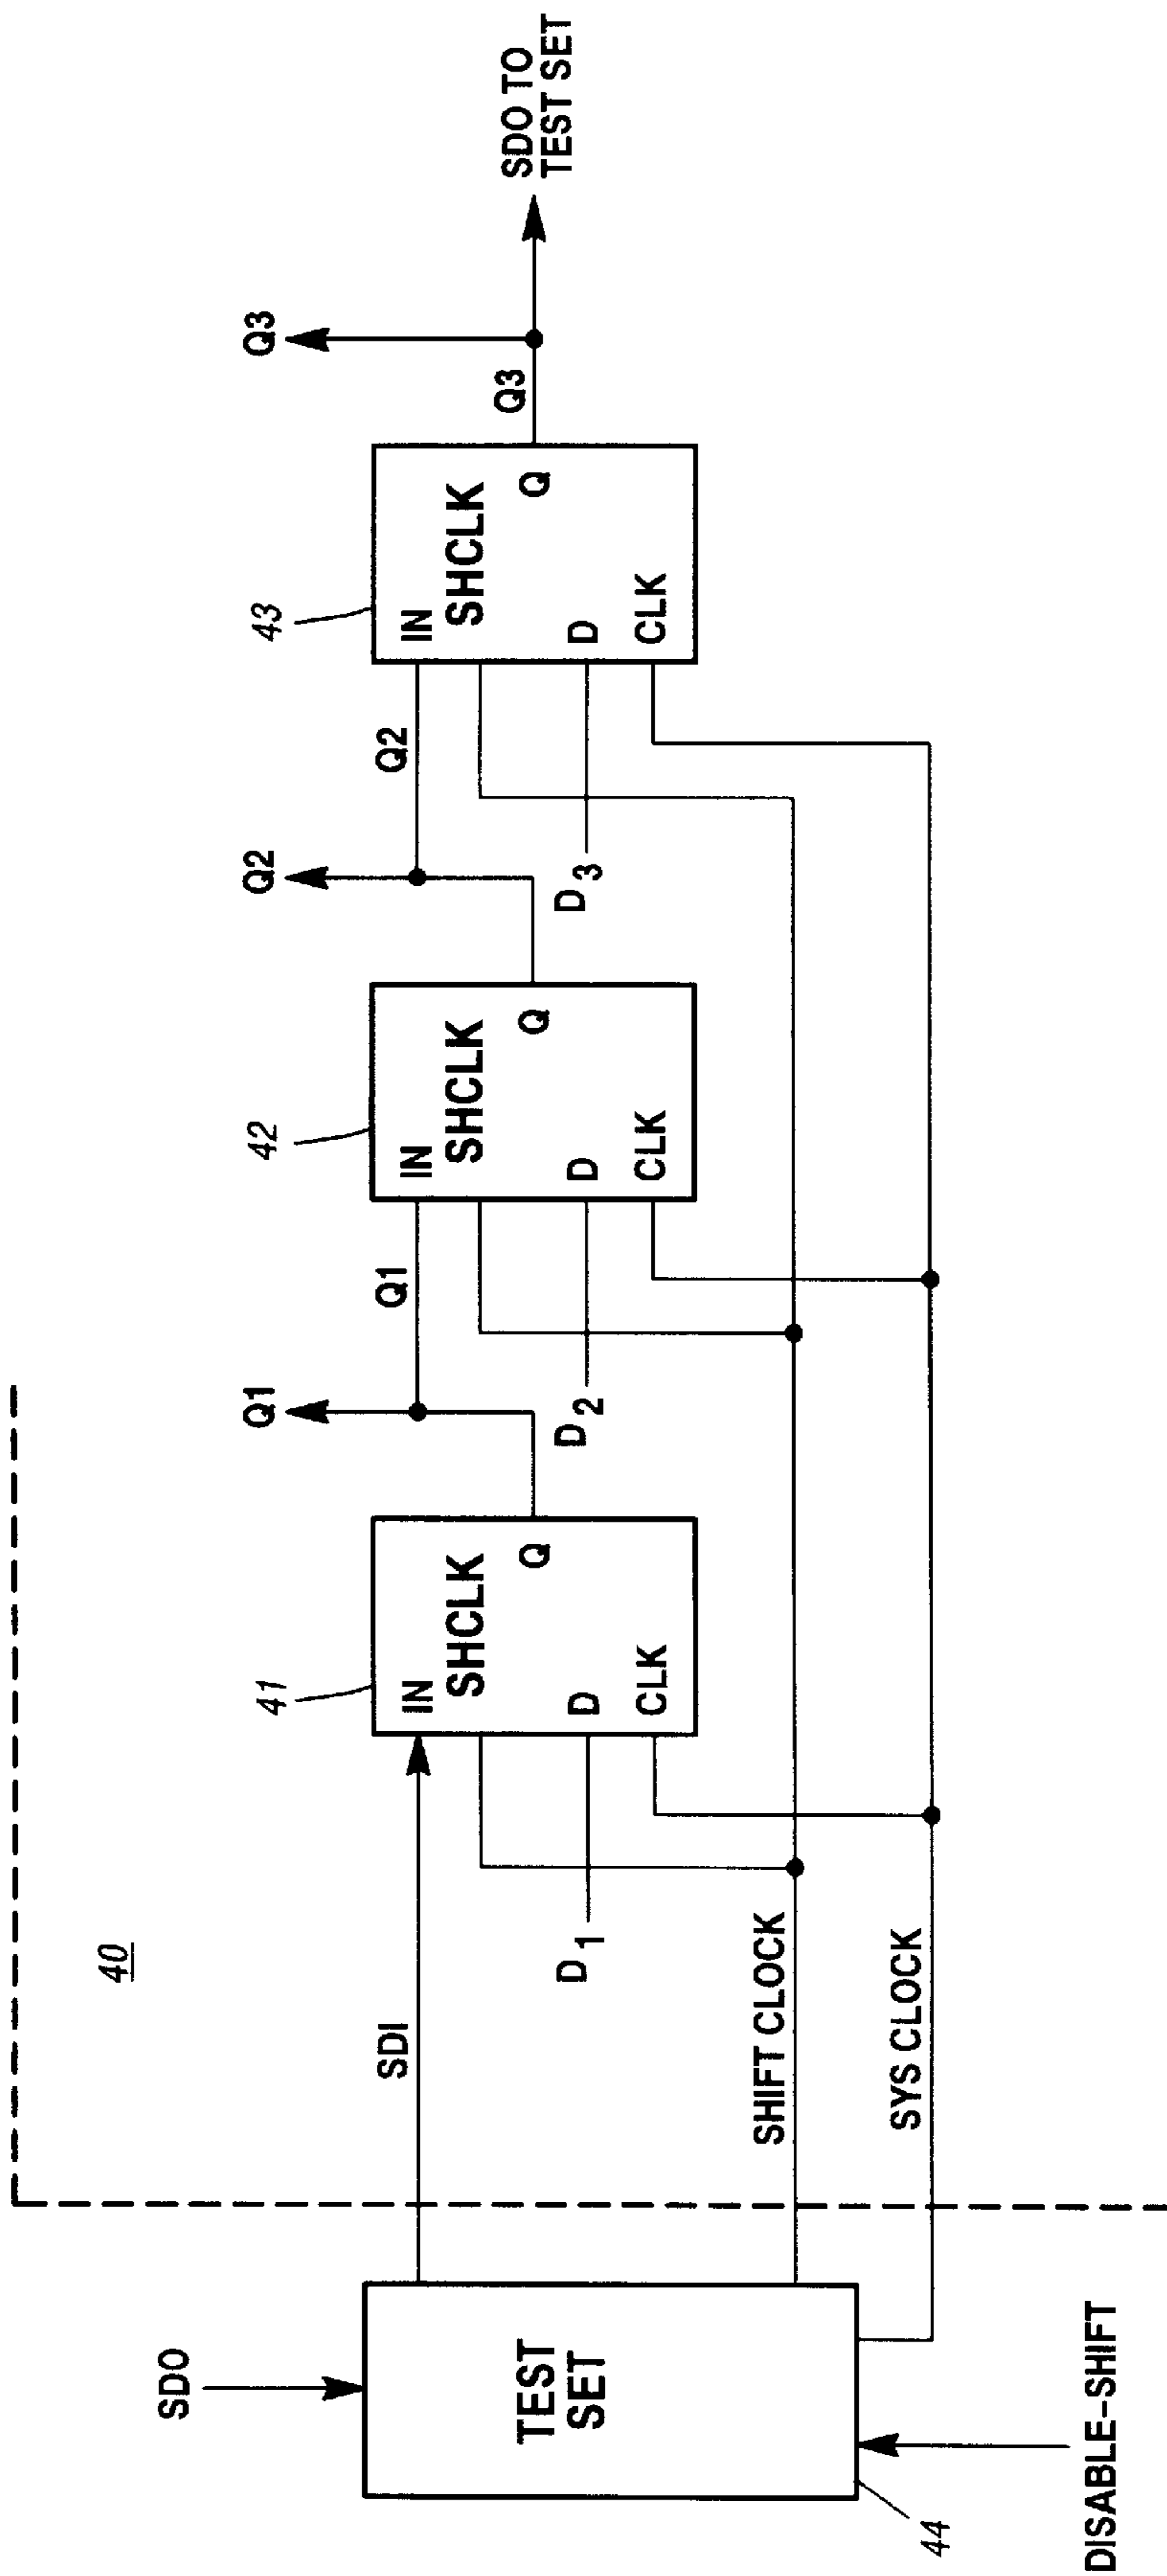 40
SDO
TEST
SET
44
DISABLE-SHIFT
SDI
SHIFT CLOCK
SYS CLOCK
41
IN
SHCLK
Q
D
CLK
D1
Q1
Q1
42
IN
SHCLK
Q
D
CLK
D2
Q2
Q2
43
IN
SHCLK
Q
D
CLK
D3
Q3
Q3
SDO TO
TEST SET